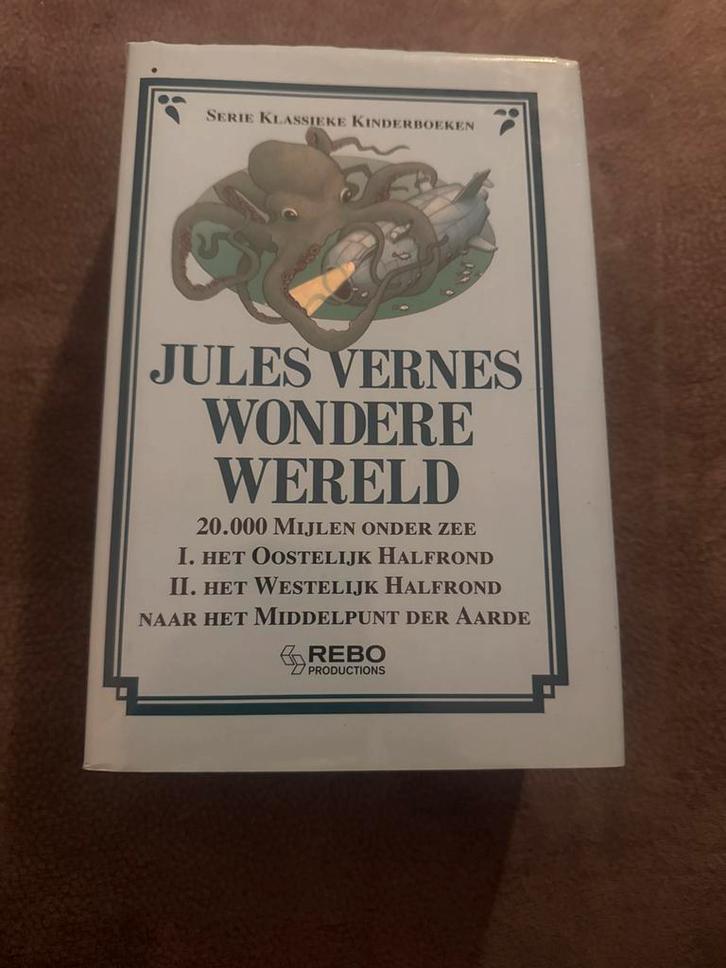 SERIE KLASSIEKE KINDERBOEKEN
JULES VERNES
WONDERE
WERELD
20.000 MIJLEN ONDER ZEE
I. HET OOSTELIJK HALFROND
II. HET WESTELIJK HALFROND
NAAR HET MIDDELPUNT DER AARDE
REBO
PRODUCTIONS